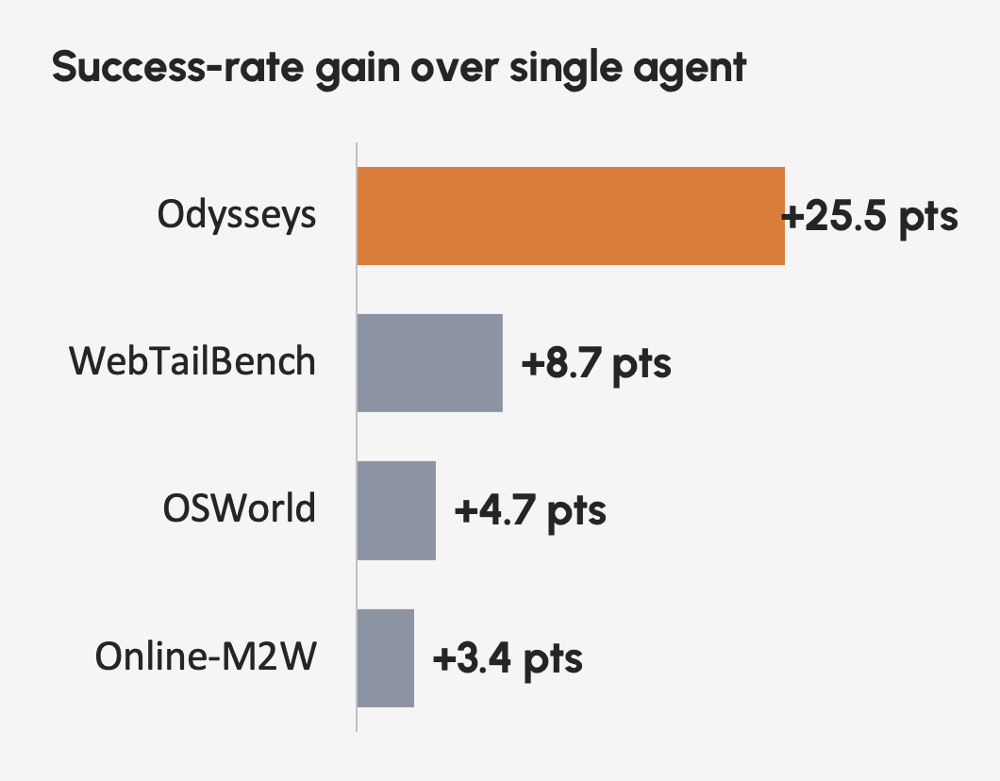 Success-rate gain over single agent
Odysseys +25.5 pts
WebTailBench +8.7 pts
OSWorld +4.7 pts
Online-M2W +3.4 pts